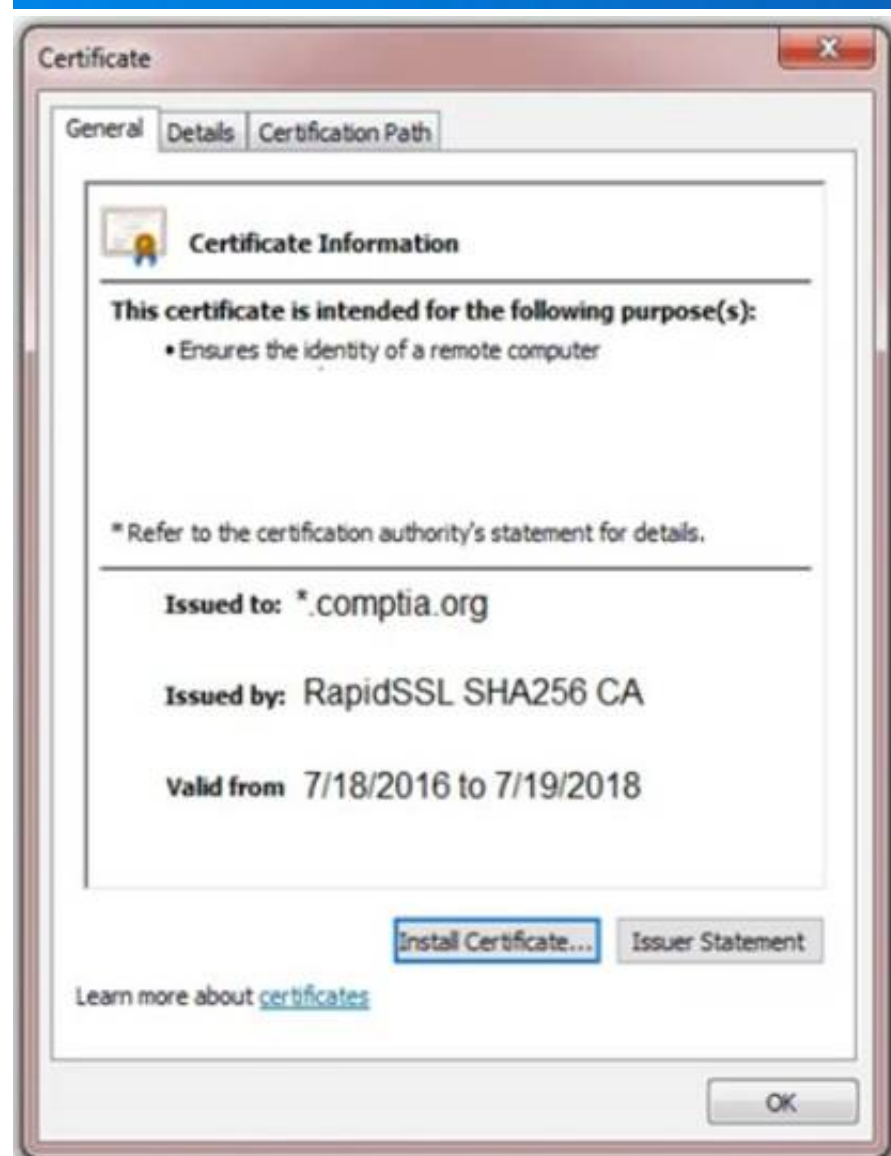 Certificate
General Details Certification Path
Certificate Information
This certificate is intended for the following purpose(s):
• Ensures the identity of a remote computer
* Refer to the certification authority's statement for details.
Issued to: *.comptia.org
Issued by: RapidSSL SHA256 CA
Valid from 7/18/2016 to 7/19/2018
Install Certificate... Issuer Statement
Learn more about certificates
OK